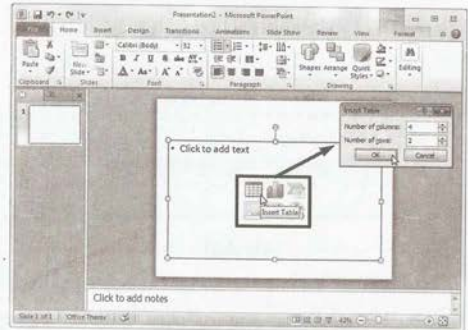 Presentation2 - Microsoft PowerPoint
File Home Insert Design Transitions Animations Slide Show Review View Format
Calibri (Body) 32
Paste New Slide Shapes Arrange Quick Styles Editing
Clipboard Slides Font Paragraph Drawing
1
Insert Table
Number of columns: 4
Number of rows: 2
OK Cancel
• Click to add text
Insert Table
Click to add notes
Slide 1 of 1 "Office Theme" 42%